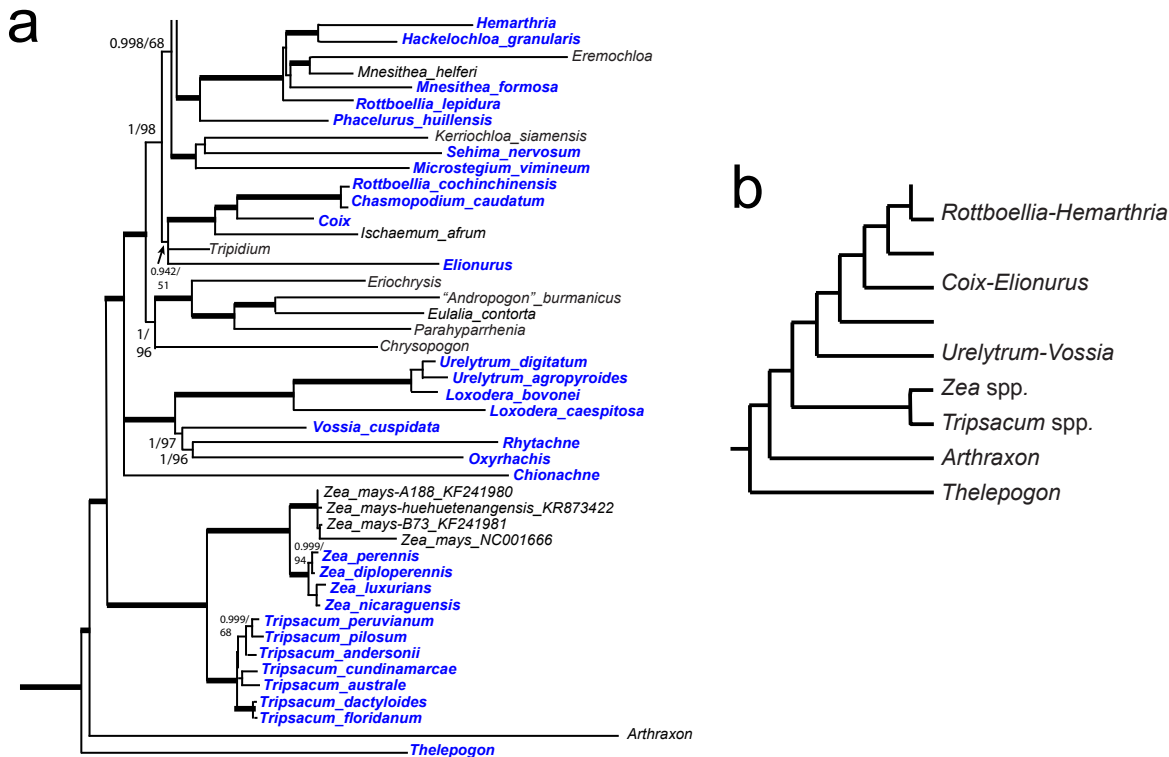 a
0.998/68
Hemarthria
Hackelochloa_granularis
Eremochloa
Mnesithea_helferi
Mnesithea_formosa
Rottboellia_lepidura
Phacelurus_huillensis
1/98
Kerriochloa_siamensis
Sehima_nervosum
Microstegium_vimineum
Rottboellia_cochinchinensis
Chasmopodium_caudatum
Coix
Ischaemum_afrum
Tripidium
Elionurus
0.942/
51
Eriochrysis
“Andropogon”_burmanicus
Eulalia_contorta
Parahyparrhenia
1/
96
Chrysopogon
Urelytrum_digitatum
Urelytrum_agropyroides
Loxodera_bovonei
Loxodera_caespitosa
Vossia_cuspidata
1/97
Rhytachne
1/96
Oxyrhachis
Chionachne
Zea_mays-A188_KF241980
Zea_mays-huehuetenangensis_KR873422
Zea_mays-B73_KF241981
Zea_mays_NC001666
0.999/
94
Zea_perennis
Zea_diploperennis
Zea_luxurians
Zea_nicaraguensis
0.999/
68
Tripsacum_peruvianum
Tripsacum_pilosum
Tripsacum_andersonii
Tripsacum_cundinamarcae
Tripsacum_australe
Tripsacum_dactyloides
Tripsacum_floridanum
Arthraxon
Thelepogon
b
Rottboellia-Hemarthria
Coix-Elionurus
Urelytrum-Vossia
Zea spp.
Tripsacum spp.
Arthraxon
Thelepogon